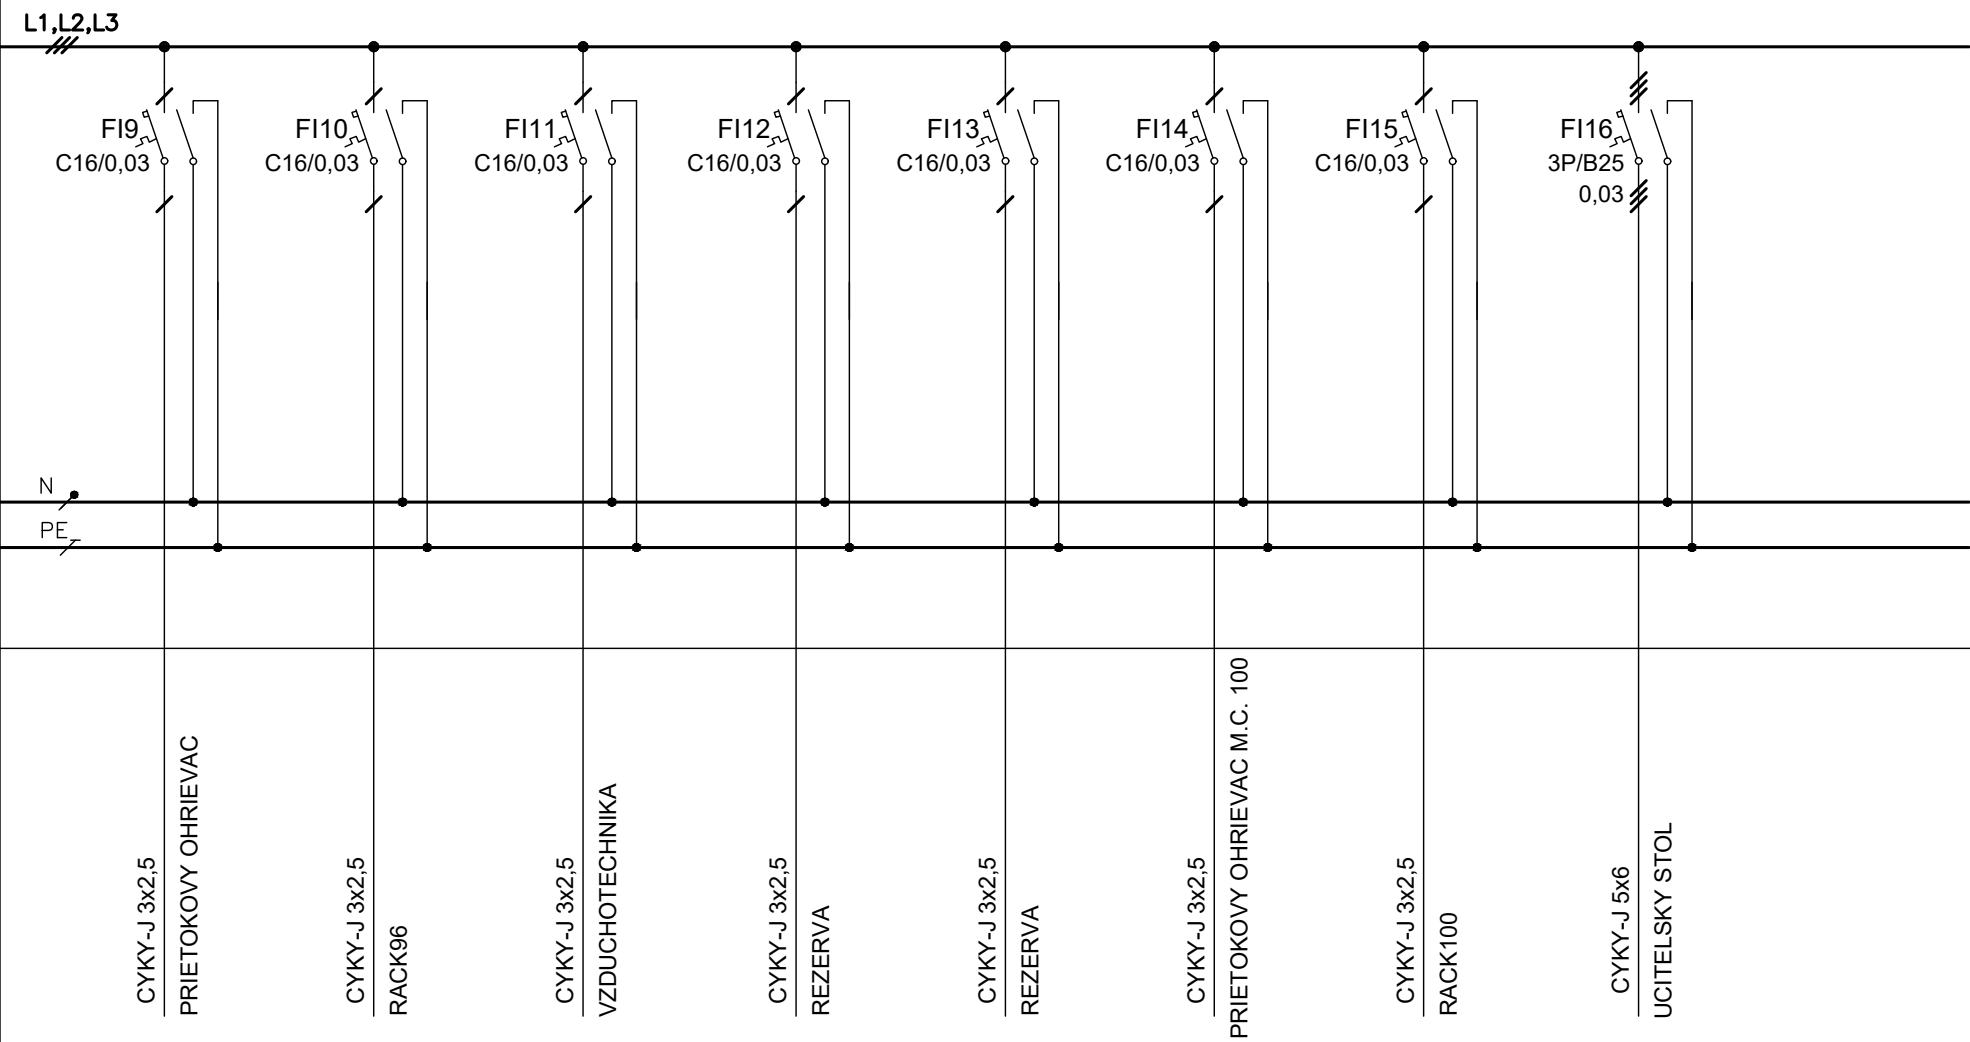 L1,L2,L3
FI9
C16/0,03
FI10
C16/0,03
FI11
C16/0,03
FI12
C16/0,03
FI13
C16/0,03
FI14
C16/0,03
FI15
C16/0,03
FI16
3P/B25
0,03
N
PE
CYKY-J 3x2,5
PRIETOKOVY OHRIEVAC
CYKY-J 3x2,5
RACK96
CYKY-J 3x2,5
VZDUCHOTECHNIKA
CYKY-J 3x2,5
REZERVA
CYKY-J 3x2,5
REZERVA
CYKY-J 3x2,5
PRIETOKOVY OHRIEVAC M.C. 100
CYKY-J 3x2,5
RACK100
CYKY-J 5x6
UCITELSKY STOL